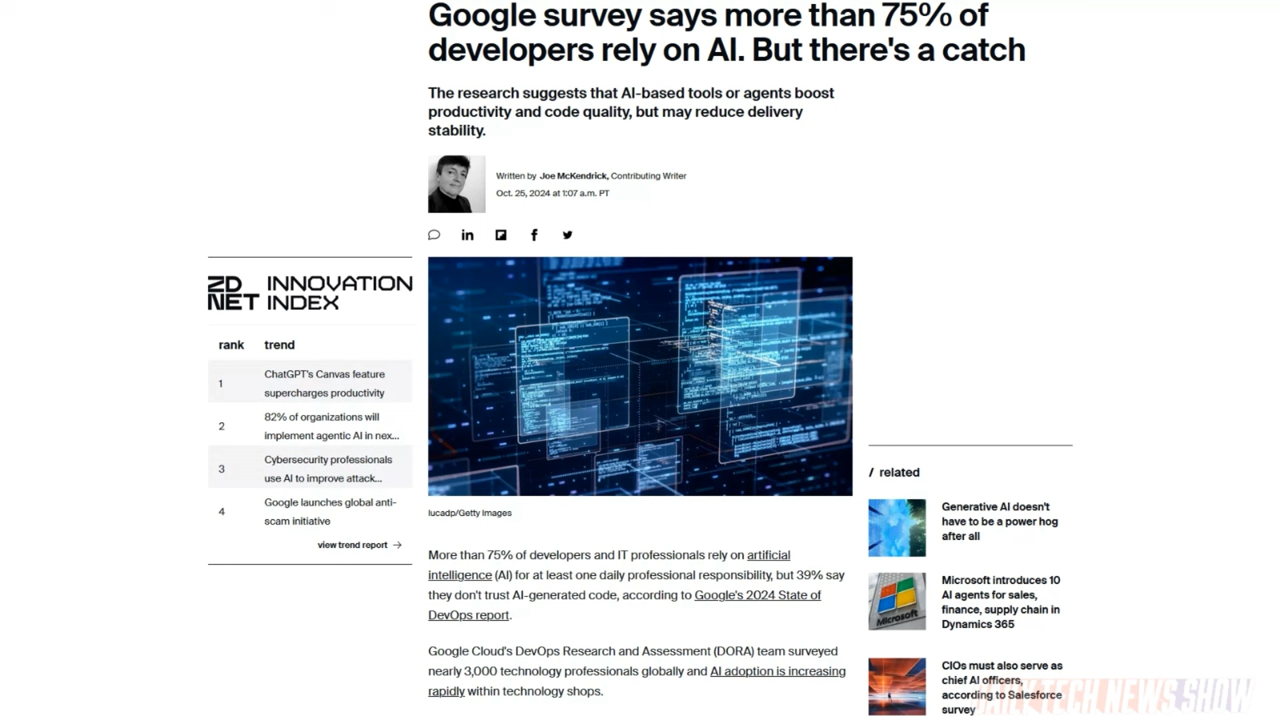 Google survey says more than 75% of
developers rely on AI. But there's a catch
The research suggests that AI-based tools or agents boost
productivity and code quality, but may reduce delivery
stability.
Written by Joe McKendrick, Contributing Writer
Oct. 25, 2024 at 1:07 a.m. PT
ZD
NET
INNOVATION
INDEX
rank trend
1
ChatGPT's Canvas feature
supercharges productivity
2
82% of organizations will
implement agentic AI in nex...
3
Cybersecurity professionals
use AI to improve attack...
4
Google launches global anti-
scam initiative
view trend report
lucadp/Getty Images
More than 75% of developers and IT professionals rely on artificial
intelligence (AI) for at least one daily professional responsibility, but 39% say
they don't trust AI-generated code, according to Google's 2024 State of
DevOps report.
Google Cloud's DevOps Research and Assessment (DORA) team surveyed
nearly 3,000 technology professionals globally and AI adoption is increasing
rapidly within technology shops.
/ related
Generative AI doesn't
have to be a power hog
after all
Microsoft
Microsoft introduces 10
AI agents for sales,
finance, supply chain in
Dynamics 365
CIOs must also serve as
chief AI officers,
according to Salesforce
survey
DAILY TECH NEWS SHOW